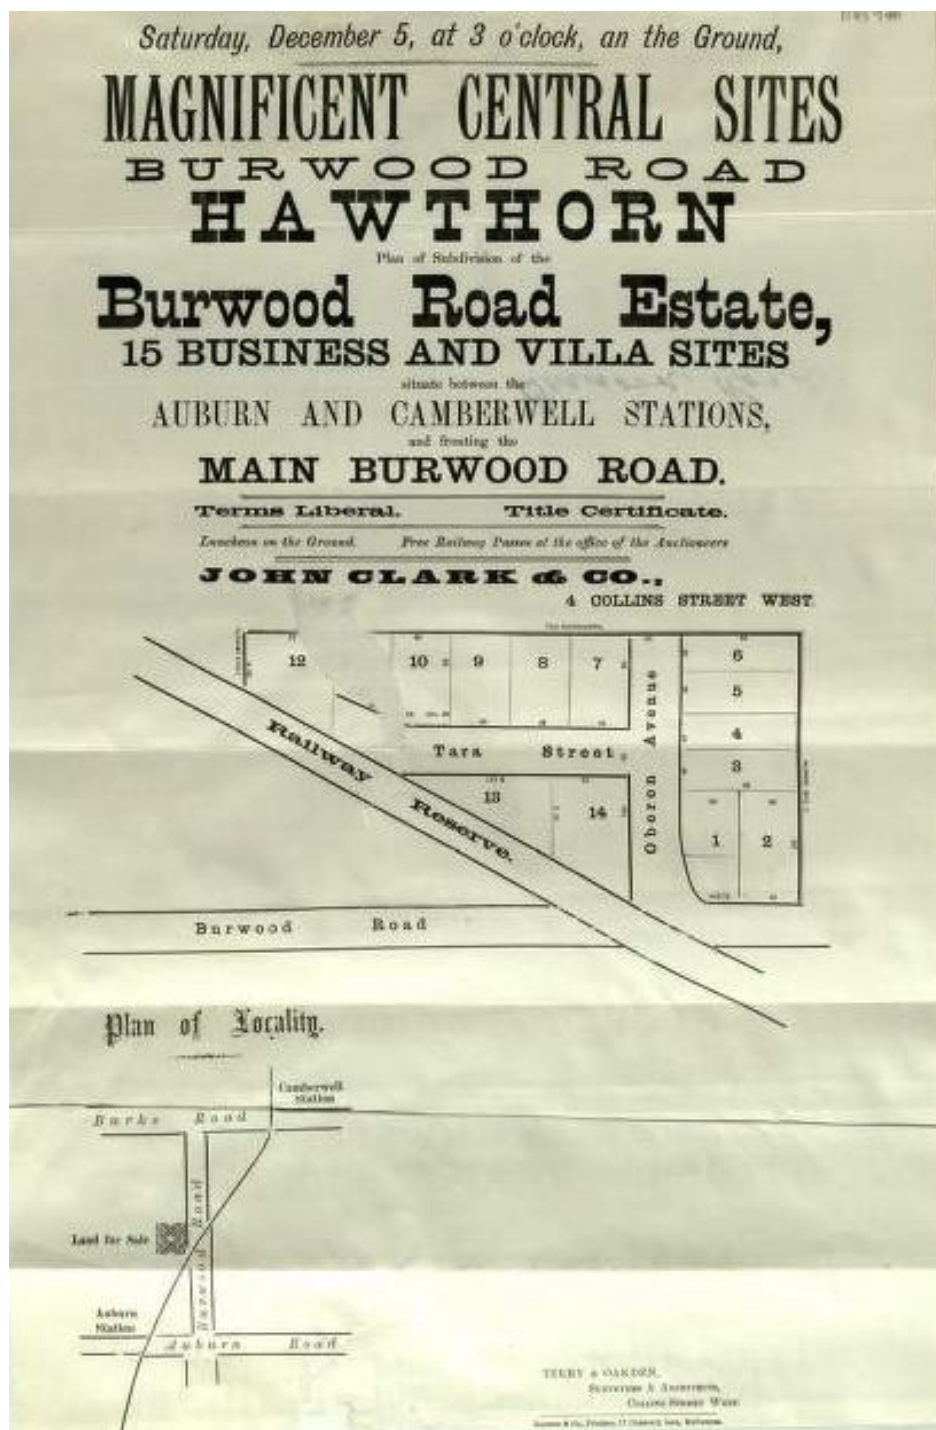 Saturday, December 5, at 3 o'clock, an the Ground,
MAGNIFICENT CENTRAL SITES
BURWOOD ROAD
HAWTHORN
Plan of Subdivision of the
Burwood Road Estate,
15 BUSINESS AND VILLA SITES
situate between the
AUBURN AND CAMBERWELL STATIONS,
and fronting the
MAIN BURWOOD ROAD.
Terms Liberal. Title Certificate.
Luncheon on the Ground. Free Railway Passes at the office of the Auctioneers
JOHN CLARK & CO.,
4 COLLINS STREET WEST
12
10
9
8
7
6
5
4
3
1
2
Tara Street
Oberon Avenue
13
14
Railway Reserve.
Burwood Road
Plan of Locality.
Camberwell
Station
Burke Road
Burwood Road
Land for Sale
Auburn
Station
Auburn Road
TERRY & OAKDEN,
SURVEYORS & ARCHITECTS,
COLLINS STREET WEST